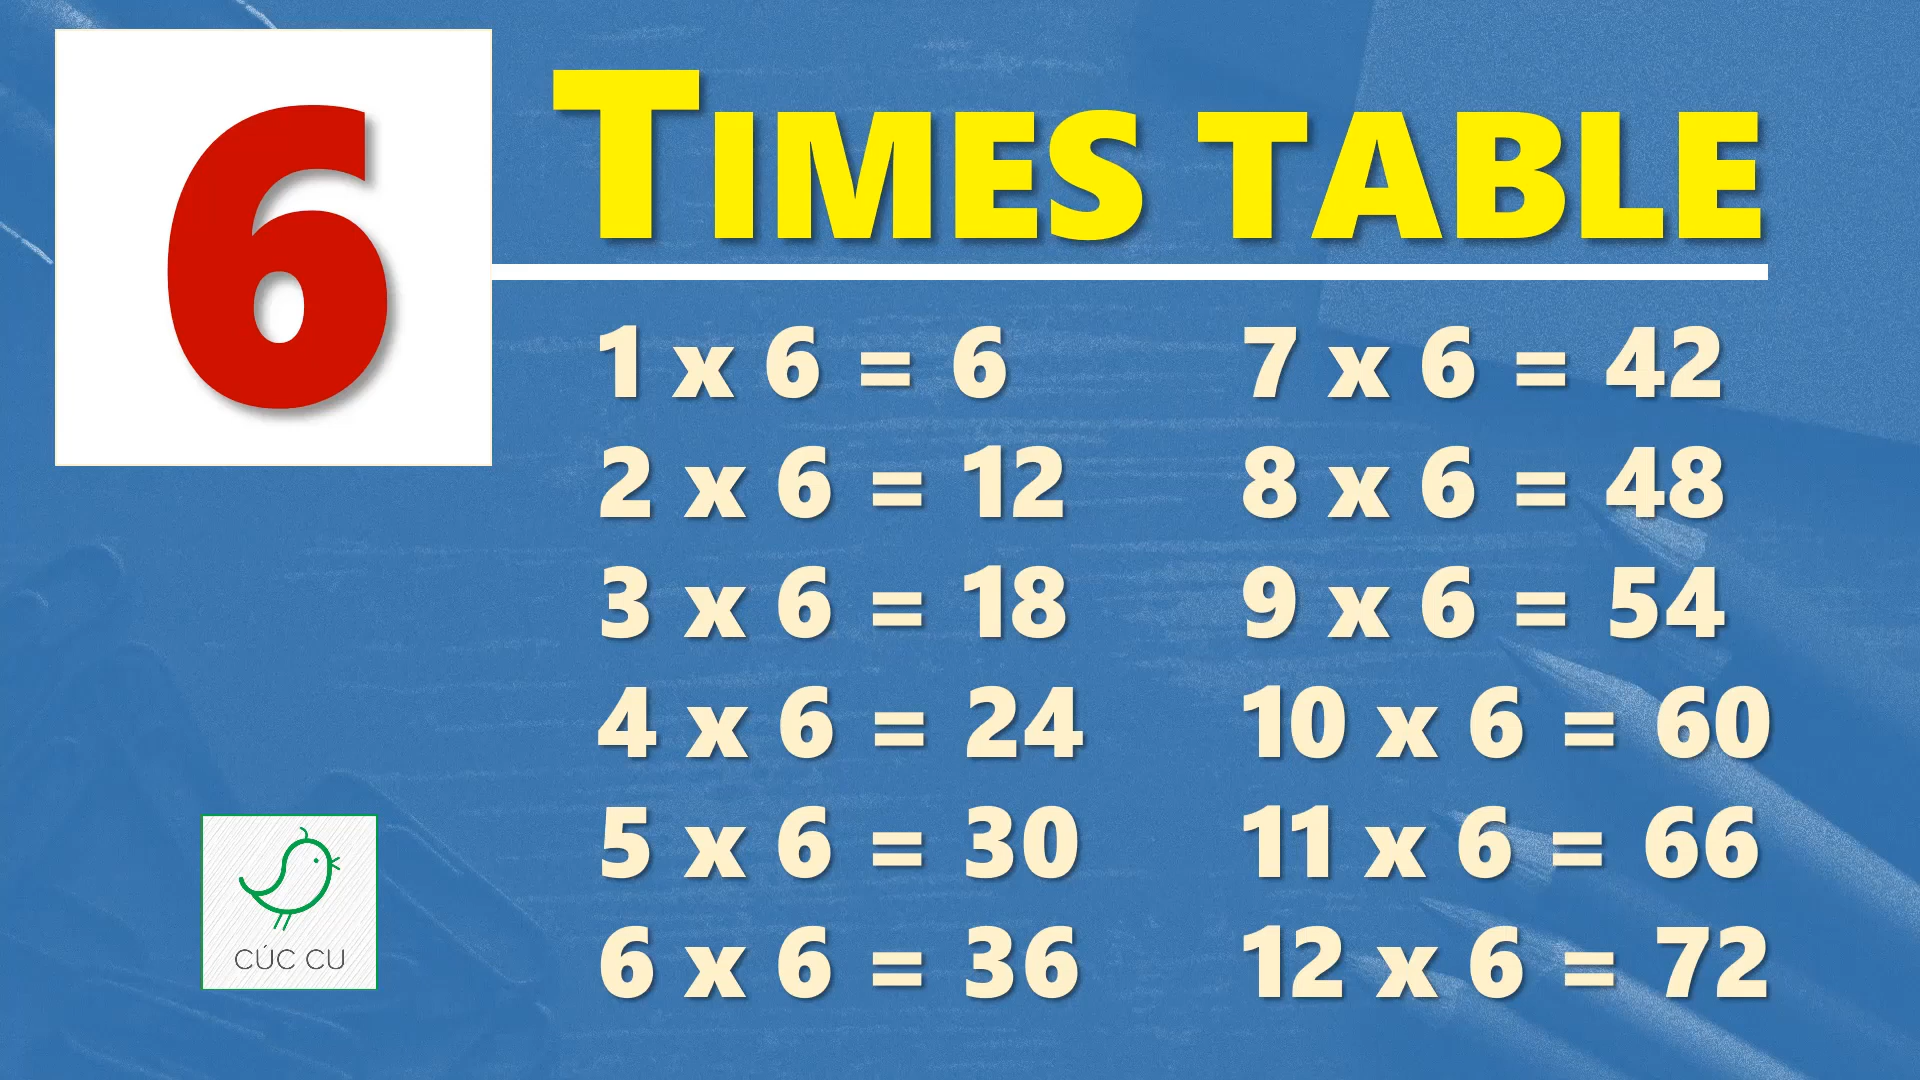 6
TIMES TABLE
1 x 6 = 6
2 x 6 = 12
3 x 6 = 18
4 x 6 = 24
5 x 6 = 30
6 x 6 = 36
7 x 6 = 42
8 x 6 = 48
9 x 6 = 54
10 x 6 = 60
11 x 6 = 66
12 x 6 = 72
CÚC CU